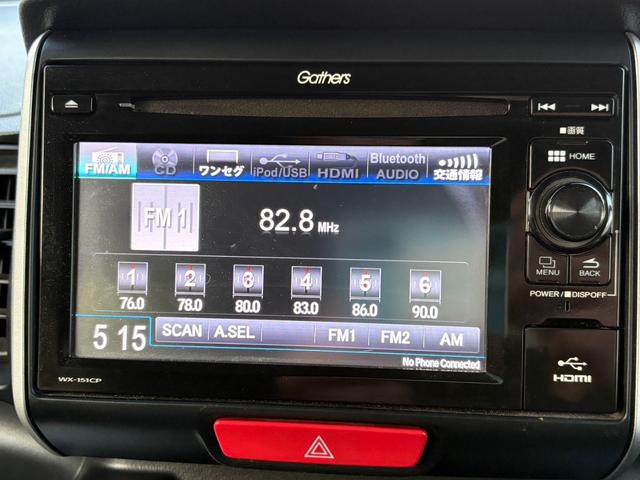 Gathers
■画質
HOME
FM/AM
CD
ワンセグ
iPod/USB
HDMI
Bluetooth
AUDIO
交通情報
FM 1
82.8 MHz
MENU
BACK
1
2
3
4
5
6
76.0
78.0
80.0
83.0
86.0
90.0
POWER/■DISPOFF
5 15
SCAN
A.SEL
FM1
FM2
AM
No Phone Connected
WX-151CP
HDMI